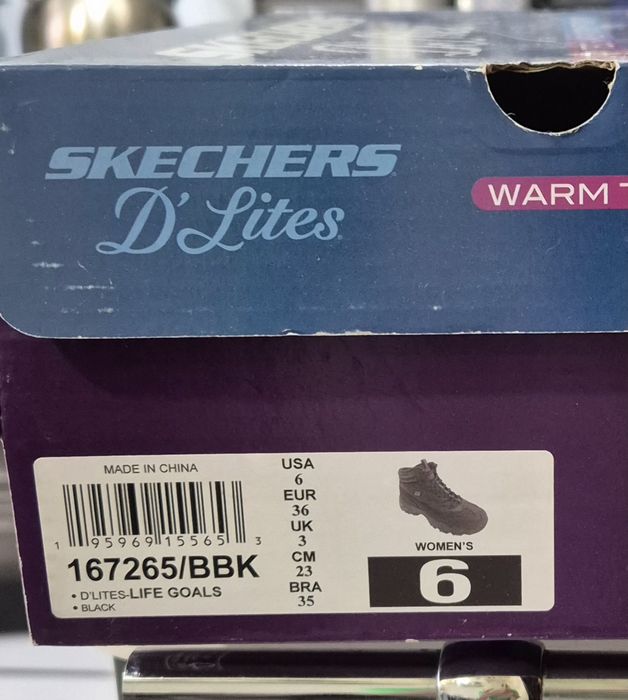 SKECHERS
D'Lites
WARM
MADE IN CHINA
1 95969 15565 3
167265/BBK
• D'LITES-LIFE GOALS
• BLACK
USA
6
EUR
36
UK
3
CM
23
BRA
35
WOMEN'S
6